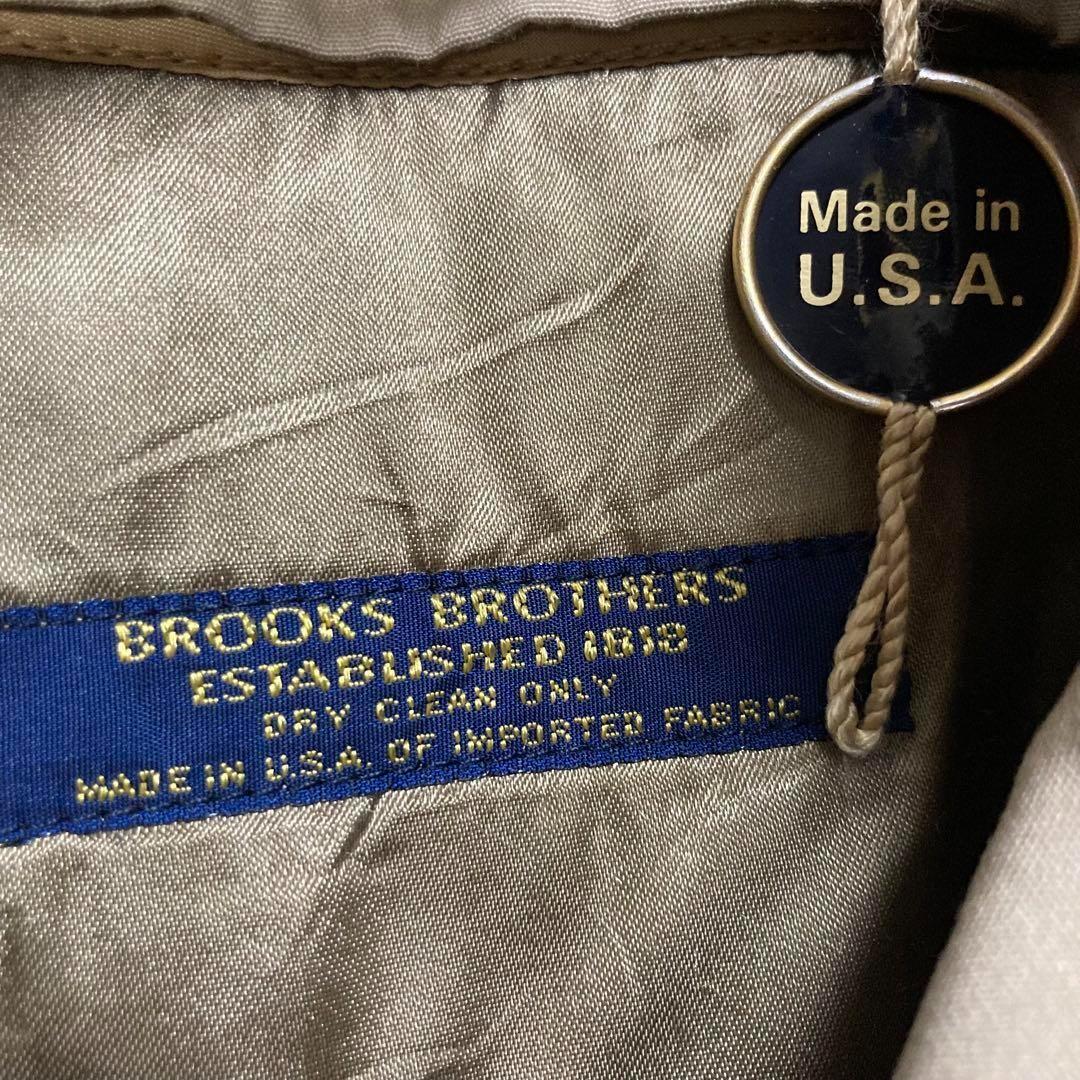 Made in
U.S.A.
BROOKS BROTHERS
ESTABLISHED 1818
DRY CLEAN ONLY
MADE IN U.S.A. OF IMPORTED FABRIC